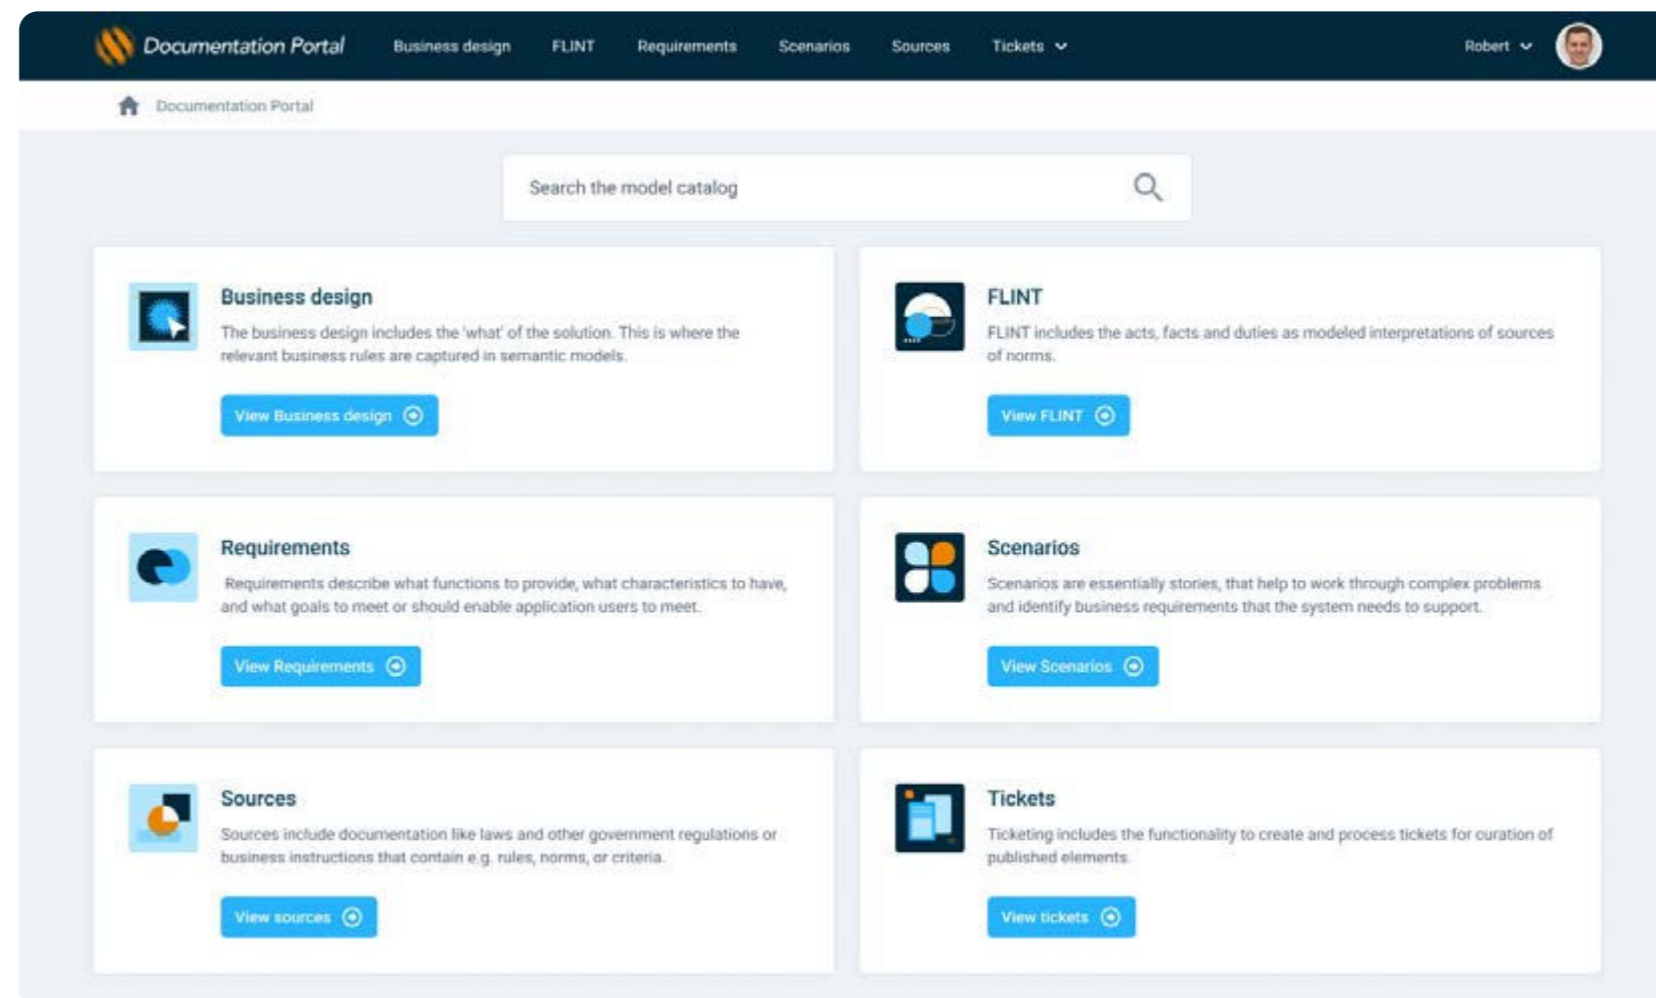 Documentation Portal Business design FLINT Requirements Scenarios Sources Tickets Robert
Documentation Portal
Search the model catalog
Business design
The business design includes the 'what' of the solution. This is where the
relevant business rules are captured in semantic models.
View Business design
FLINT
FLINT includes the acts, facts and duties as modeled interpretations of sources
of norms.
View FLINT
Requirements
Requirements describe what functions to provide, what characteristics to have,
and what goals to meet or should enable application users to meet.
View Requirements
Scenarios
Scenarios are essentially stories, that help to work through complex problems
and identify business requirements that the system needs to support.
View Scenarios
Sources
Sources include documentation like laws and other government regulations or
business instructions that contain e.g. rules, norms, or criteria.
View sources
Tickets
Ticketing includes the functionality to create and process tickets for curation of
published elements.
View tickets